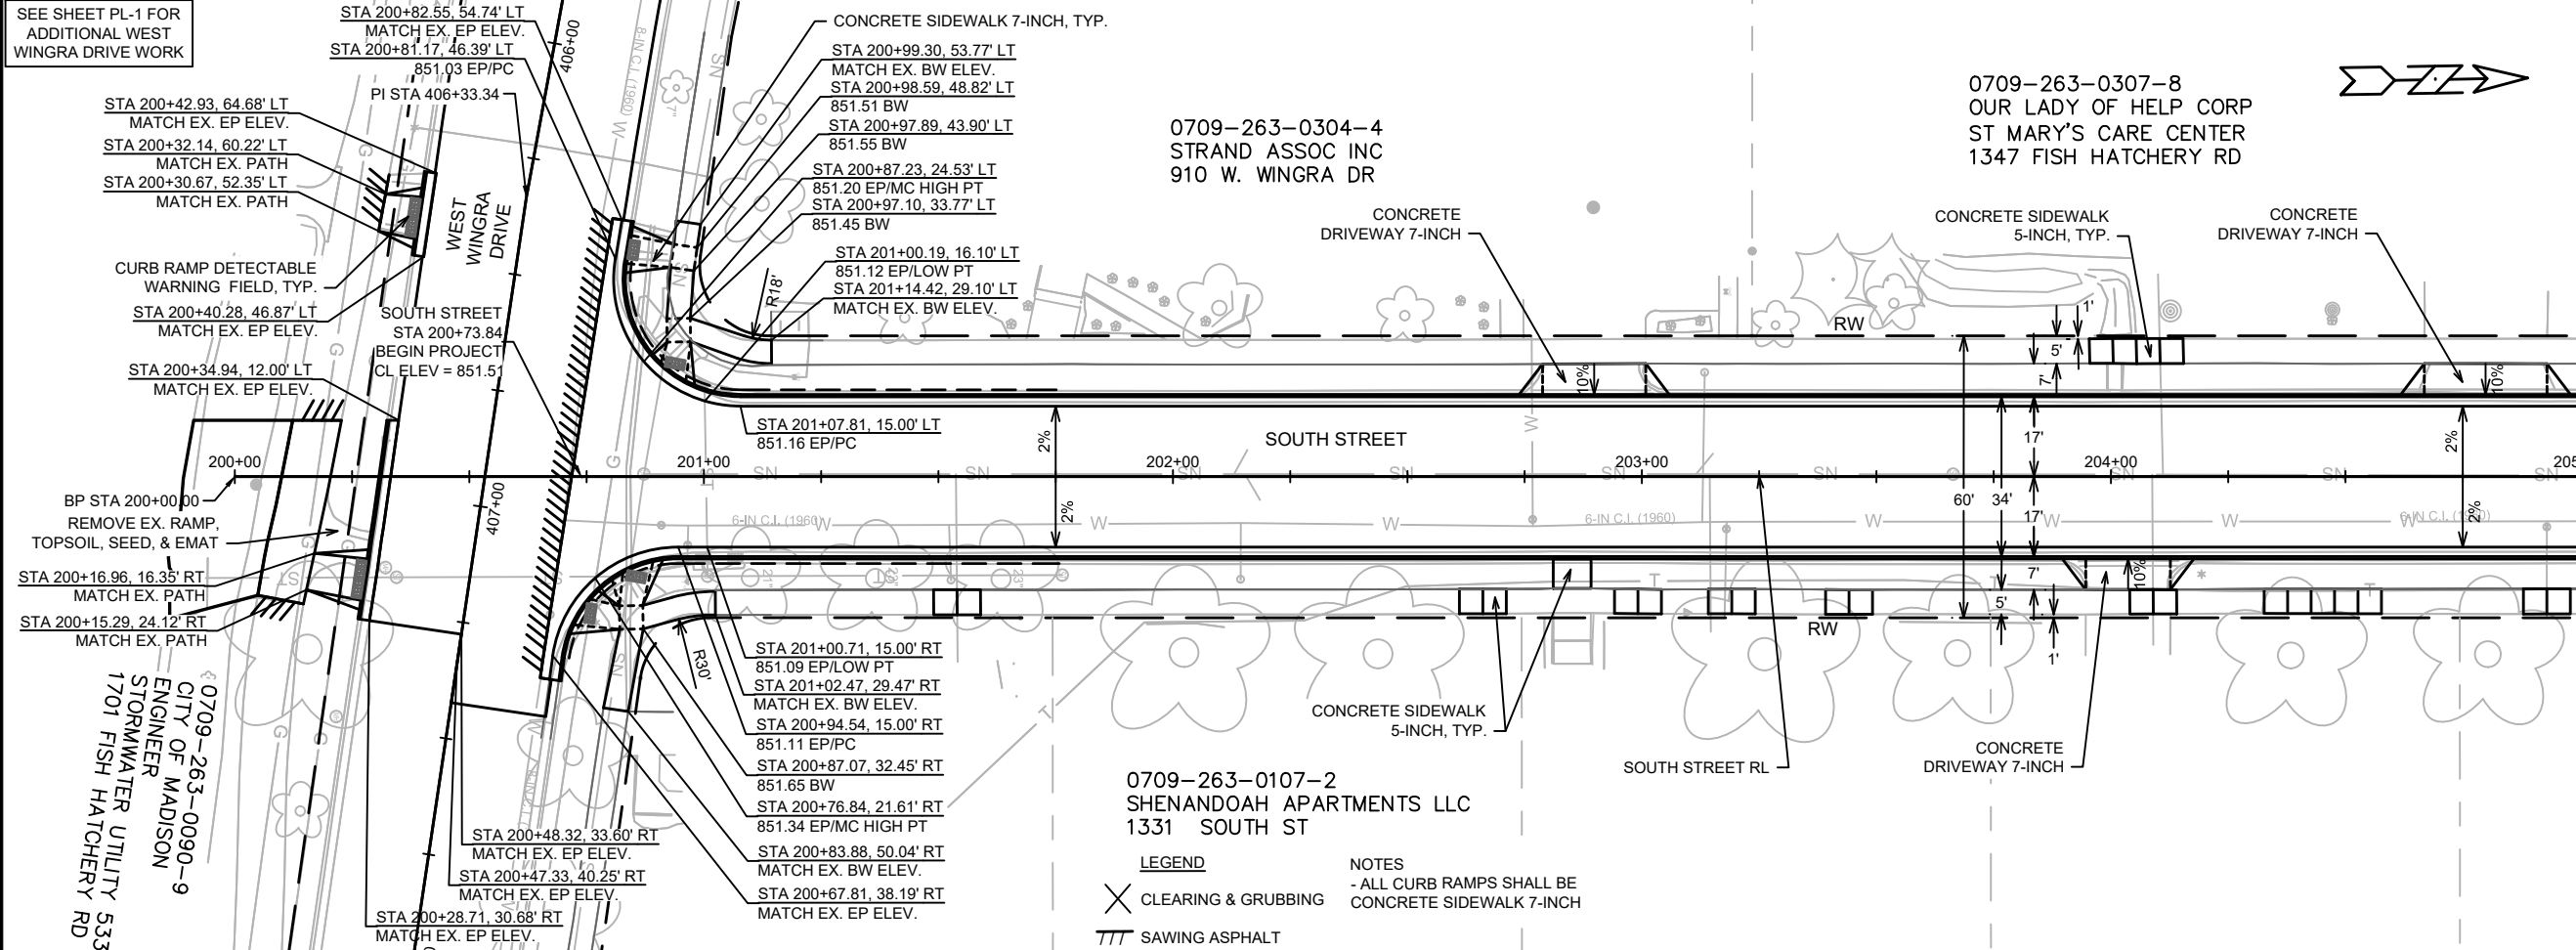 SEE SHEET PL-1 FOR
ADDITIONAL WEST
WINGRA DRIVE WORK
STA 200+82.55, 54.74' LT
MATCH EX. EP ELEV.
STA 200+81.17, 46.39' LT
851.03 EP/PC
PI STA 406+33.34
406+00
8-IN C.I. (1960)
W
SN
7"
STA 200+42.93, 64.68' LT
MATCH EX. EP ELEV.
STA 200+32.14, 60.22' LT
MATCH EX. PATH
STA 200+30.67, 52.35' LT
MATCH EX. PATH
CURB RAMP DETECTABLE
WARNING FIELD, TYP.
STA 200+40.28, 46.87' LT
MATCH EX. EP ELEV.
STA 200+34.94, 12.00' LT
MATCH EX. EP ELEV.
WEST
WINGRA
DRIVE
SOUTH STREET
STA 200+73.84
BEGIN PROJECT
CL ELEV = 851.51
CONCRETE SIDEWALK 7-INCH, TYP.
STA 200+99.30, 53.77' LT
MATCH EX. BW ELEV.
STA 200+98.59, 48.82' LT
851.51 BW
STA 200+97.89, 43.90' LT
851.55 BW
STA 200+87.23, 24.53' LT
851.20 EP/MC HIGH PT
STA 200+97.10, 33.77' LT
851.45 BW
STA 201+00.19, 16.10' LT
851.12 EP/LOW PT
STA 201+14.42, 29.10' LT
MATCH EX. BW ELEV.
R18'
STA 201+07.81, 15.00' LT
851.16 EP/PC
0709-263-0304-4
STRAND ASSOC INC
910 W. WINGRA DR
0709-263-0307-8
OUR LADY OF HELP CORP
ST MARY'S CARE CENTER
1347 FISH HATCHERY RD
CONCRETE
DRIVEWAY 7-INCH
CONCRETE SIDEWALK
5-INCH, TYP.
CONCRETE
DRIVEWAY 7-INCH
RW
1'
5'
7'
10%
10%
2%
2%
17'
SOUTH STREET
200+00
201+00
202+00
203+00
204+00
205
SN
SN
SN
SN
SN
SN
SN
SN
BP STA 200+00.00
407+00
REMOVE EX. RAMP,
TOPSOIL, SEED, & EMAT
STA 200+16.96, 16.35' RT
MATCH EX. PATH
STA 200+15.29, 24.12' RT
MATCH EX. PATH
60'
34'
17'
2%
2%
6-IN C.I. (1960)
W
W
W
6-IN C.I. (1960)
W
W
W
W
21"
23"
7'
5'
1'
10%
RW
R30'
STA 201+00.71, 15.00' RT
851.09 EP/LOW PT
STA 201+02.47, 29.47' RT
MATCH EX. BW ELEV.
STA 200+94.54, 15.00' RT
851.11 EP/PC
STA 200+87.07, 32.45' RT
851.65 BW
STA 200+76.84, 21.61' RT
851.34 EP/MC HIGH PT
STA 200+83.88, 50.04' RT
MATCH EX. BW ELEV.
STA 200+67.81, 38.19' RT
MATCH EX. EP ELEV.
STA 200+48.32, 33.60' RT
MATCH EX. EP ELEV.
STA 200+47.33, 40.25' RT
MATCH EX. EP ELEV.
STA 200+28.71, 30.68' RT
MATCH EX. EP ELEV.
0709-263-0090-9
CITY OF MADISON
ENGINEER
STORMWATER UTILITY 533
1701 FISH HATCHERY RD
CONCRETE SIDEWALK
5-INCH, TYP.
SOUTH STREET RL
CONCRETE
DRIVEWAY 7-INCH
0709-263-0107-2
SHENANDOAH APARTMENTS LLC
1331 SOUTH ST
LEGEND
CLEARING & GRUBBING
SAWING ASPHALT
NOTES
- ALL CURB RAMPS SHALL BE
CONCRETE SIDEWALK 7-INCH